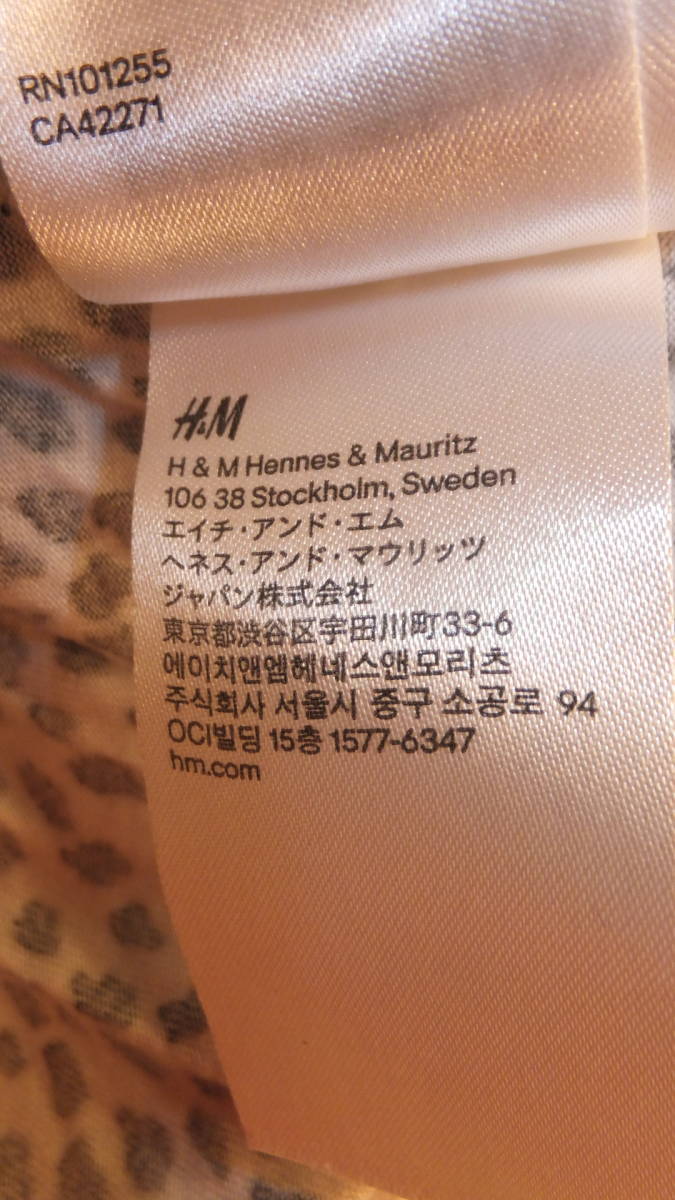 RN101255
CA42271
H&M
H & M Hennes & Mauritz
106 38 Stockholm, Sweden
エイチ・アンド・エム
ヘネス・アンド・マウリッツ
ジャパン株式会社
東京都渋谷区宇田川町33-6
에이치앤엠헤네스앤모리츠
주식회사 서울시 중구 소공로 94
OCI빌딩 15층 1577-6347
hm.com